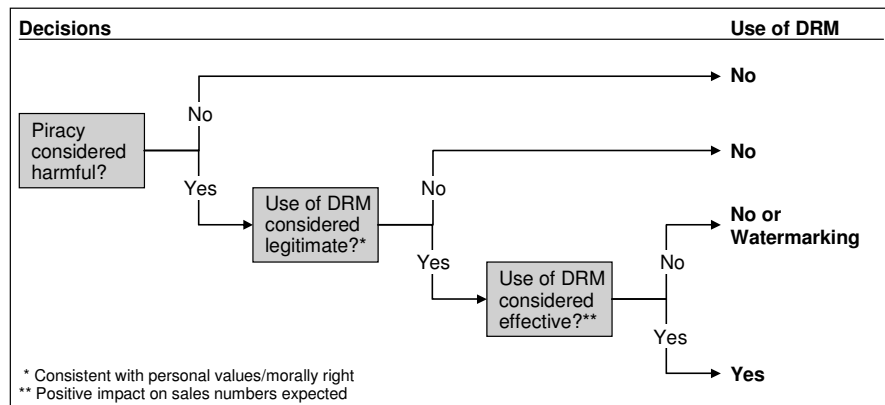 Decisions
Use of DRM
No
No
Piracy
considered
harmful?
No
Yes
No
Use of DRM
considered
legitimate?*
No or
Watermarking
Yes
No
Use of DRM
considered
effective?**
Yes
Yes
* Consistent with personal values/morally right
** Positive impact on sales numbers expected